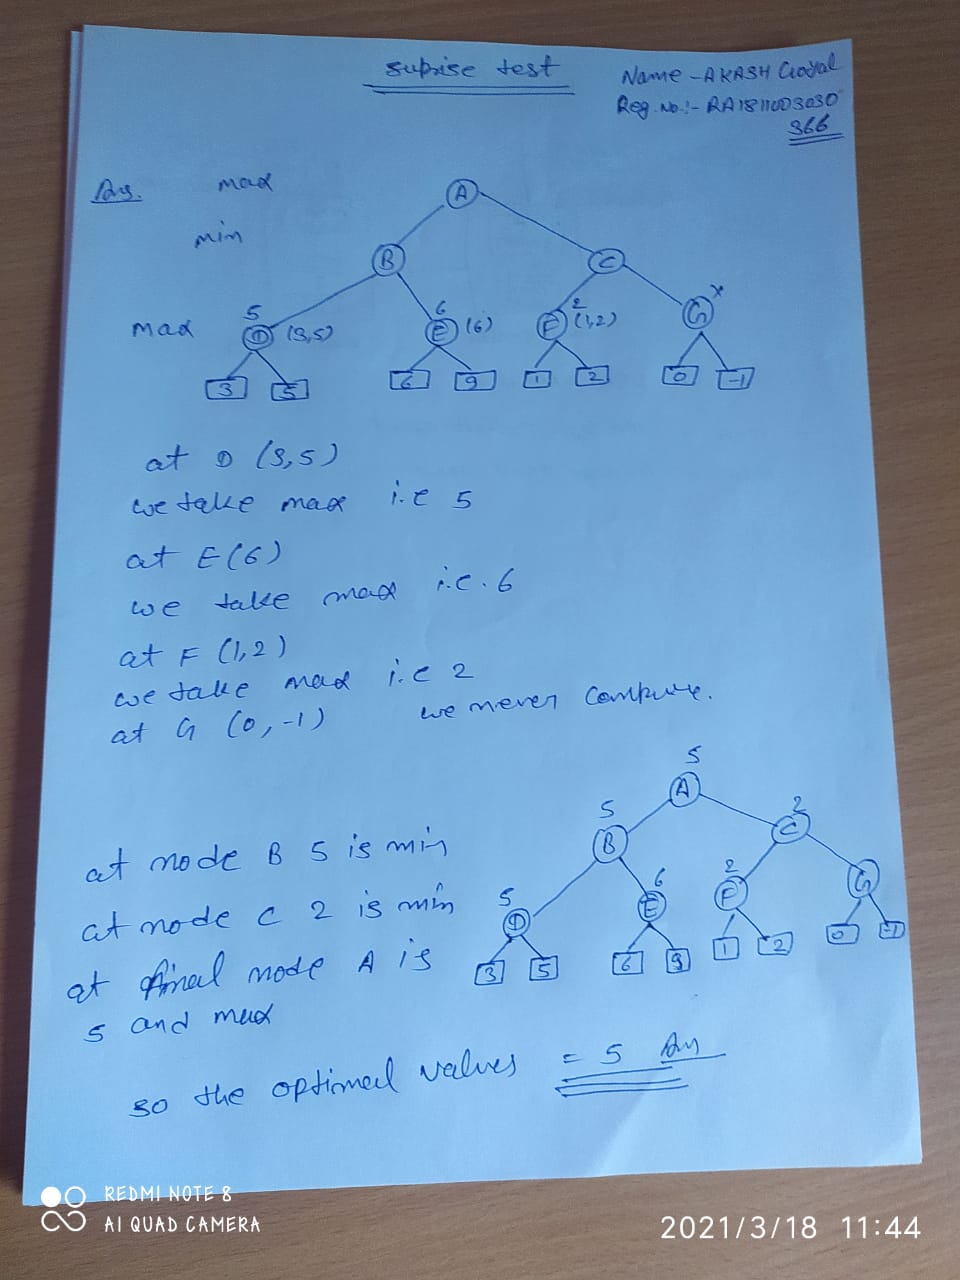 suprise test
Name - AKASH Goyal
Reg. No.:- RA1811003030
366
Ans. max
A
min
B C
5 6 2 x
max D (3,5) E (6) F (1,2) G
3 5 6 9 1 2 0 -1
at D (3,5)
we take max i.e 5
at E (6)
we take max i.e. 6
at F (1,2)
we take max i.e 2
at G (0,-1) we never compute.
5
A
5 2
B C
at node B 5 is min
5 6 2
D E F G
at node C 2 is min
3 5 6 9 1 2 0 -1
at final node A is
5 and max
so the optimal values = 5 Ans
REDMI NOTE 8
AI QUAD CAMERA
2021/3/18 11:44